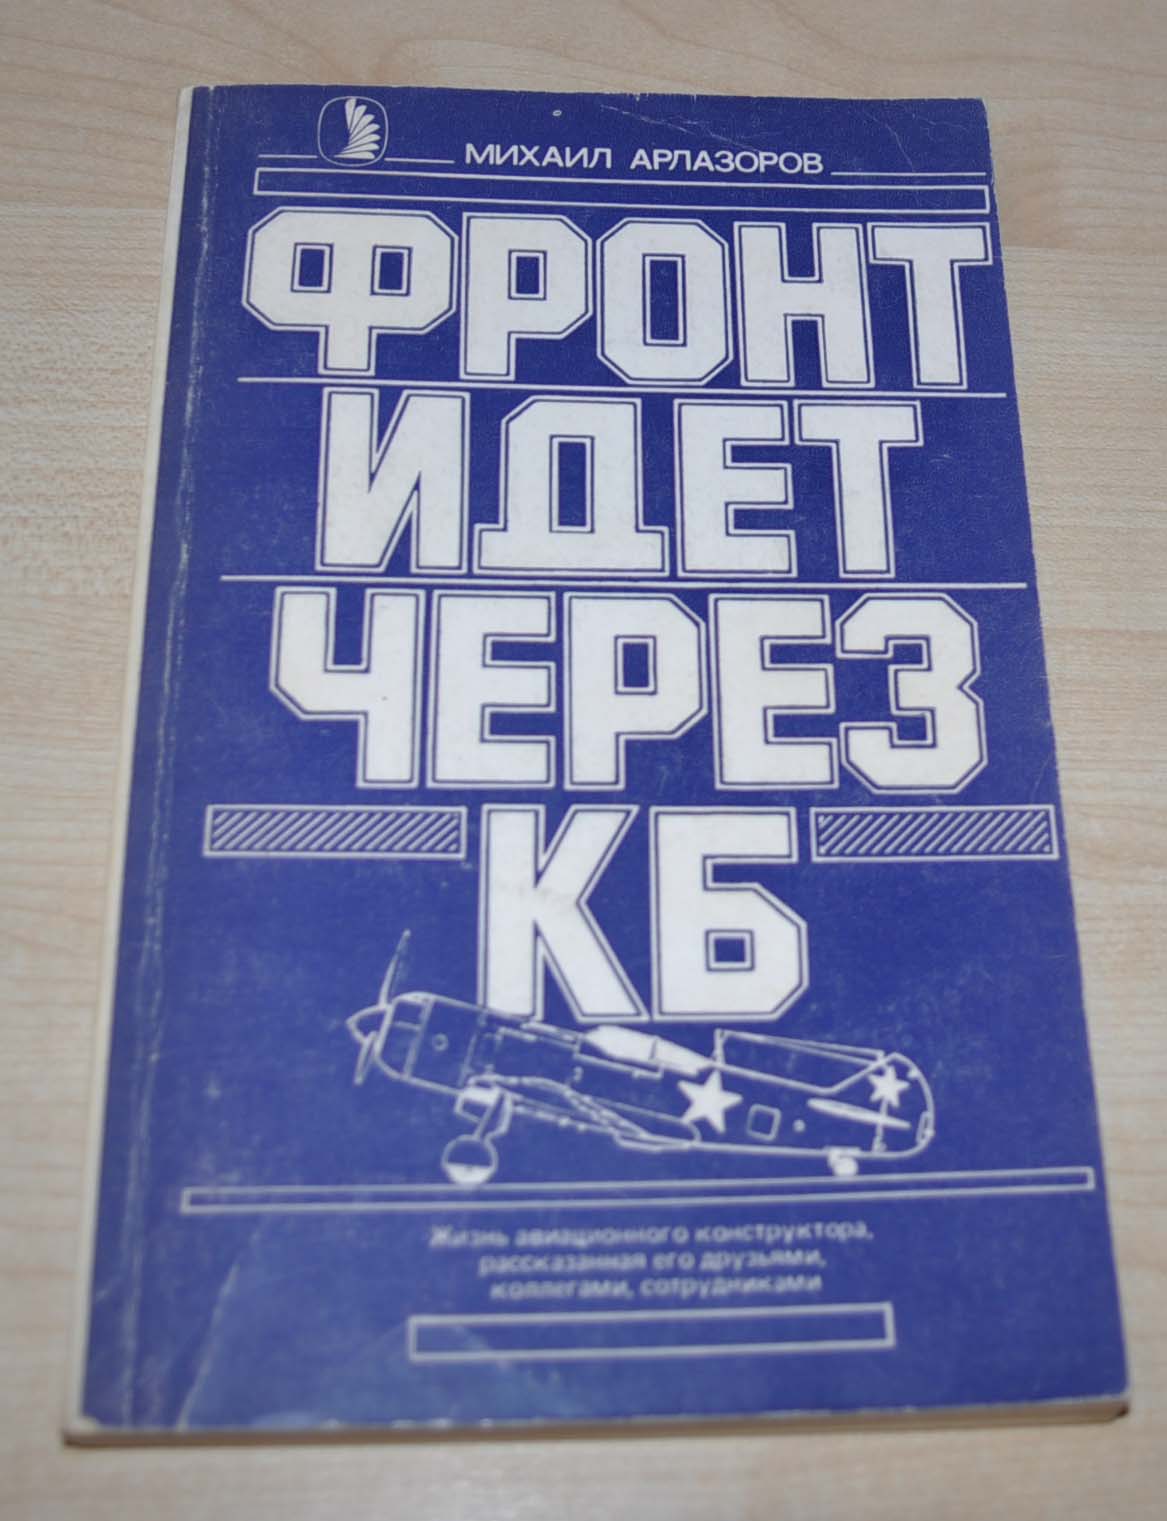 МИХАИЛ АРЛАЗОРОВ
ФРОНТ
ИДЕТ
ЧЕРЕЗ
КБ
Жизнь авиационного конструктора,
рассказанная его друзьями,
коллегами, сотрудниками